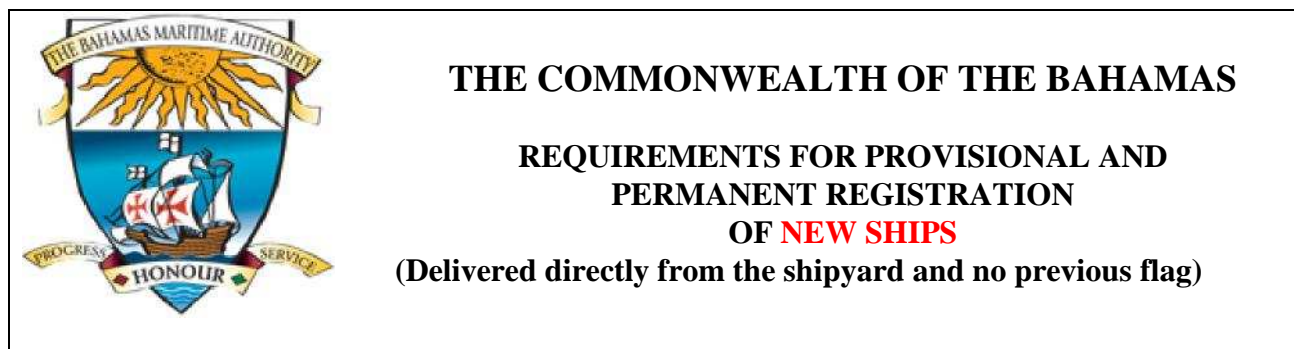 THE BAHAMAS MARITIME AUTHORITY
PROGRESS
HONOUR
SERVICE
THE COMMONWEALTH OF THE BAHAMAS
REQUIREMENTS FOR PROVISIONAL AND
PERMANENT REGISTRATION
OF NEW SHIPS
(Delivered directly from the shipyard and no previous flag)